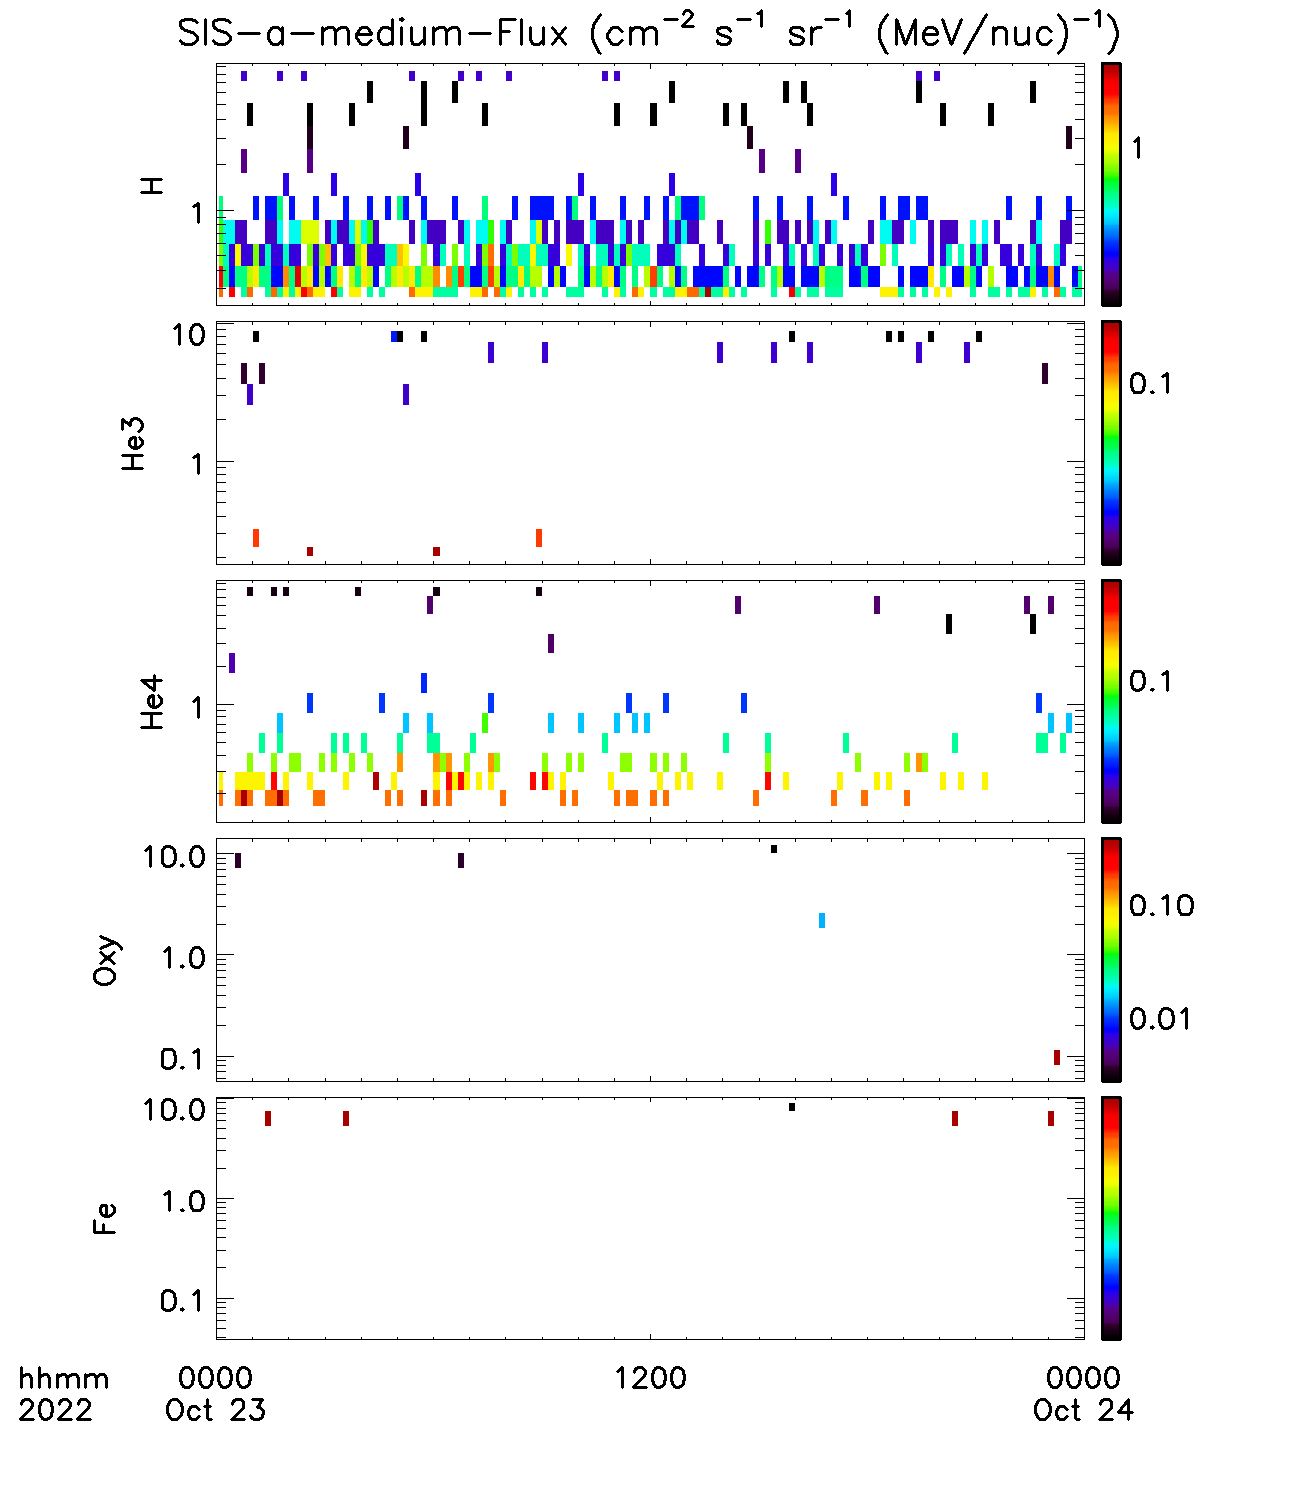 SIS-a-medium-Flux (cm⁻² s⁻¹ sr⁻¹ (MeV/nuc)⁻¹)
H
1
1
He3
10
1
0.1
He4
1
0.1
Oxy
10.0
1.0
0.1
0.10
0.01
Fe
10.0
1.0
0.1
hhmm 0000 1200 0000
2022 Oct 23 Oct 24